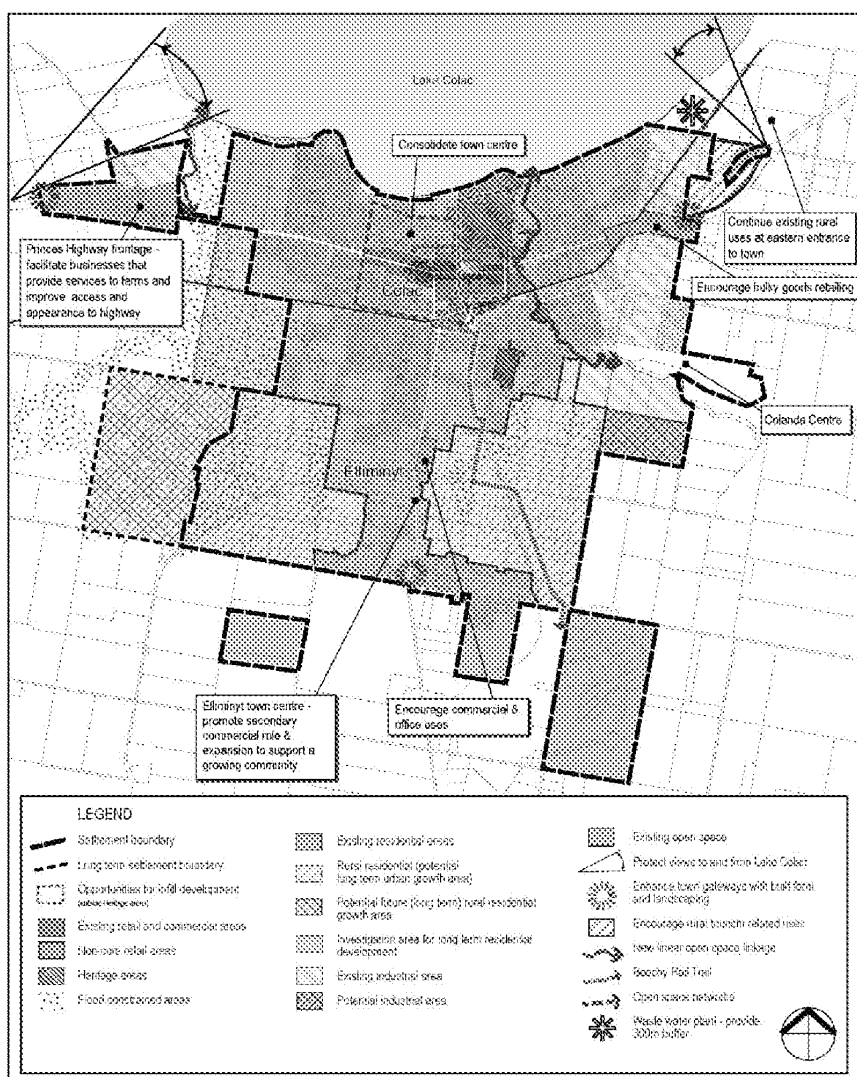 Lake Colac
Consolidate town centre
Continue existing rural
uses at eastern entrance
to town
Princes Highway frontage -
facilitate businesses that
provide services to farms and
improve access and
appearance to highway
Encourage bulky goods retailing
Colac
Colanda Centre
Elliminyt
Elliminyt town centre -
promote secondary
commercial role &
expansion to support a
growing community
Encourage commercial &
office uses
LEGEND
Settlement boundary
Long term settlement boundary
Opportunities for infill development
Existing retail and commercial areas
Non-core retail areas
Heritage areas
Flood constrained areas
Existing residential areas
Rural residential (potential
long term urban growth area)
Potential future (long term) rural residential
growth area
Investigation area for long term residential
development
Existing industrial area
Potential industrial area
Existing open space
Protect views to and from Lake Colac
Enhance town gateways with built form
and landscaping
Encourage rural township related uses
New linear open space linkage
Beechy Rail Trail
Open space networks
Waste water plant - provide
300m buffer